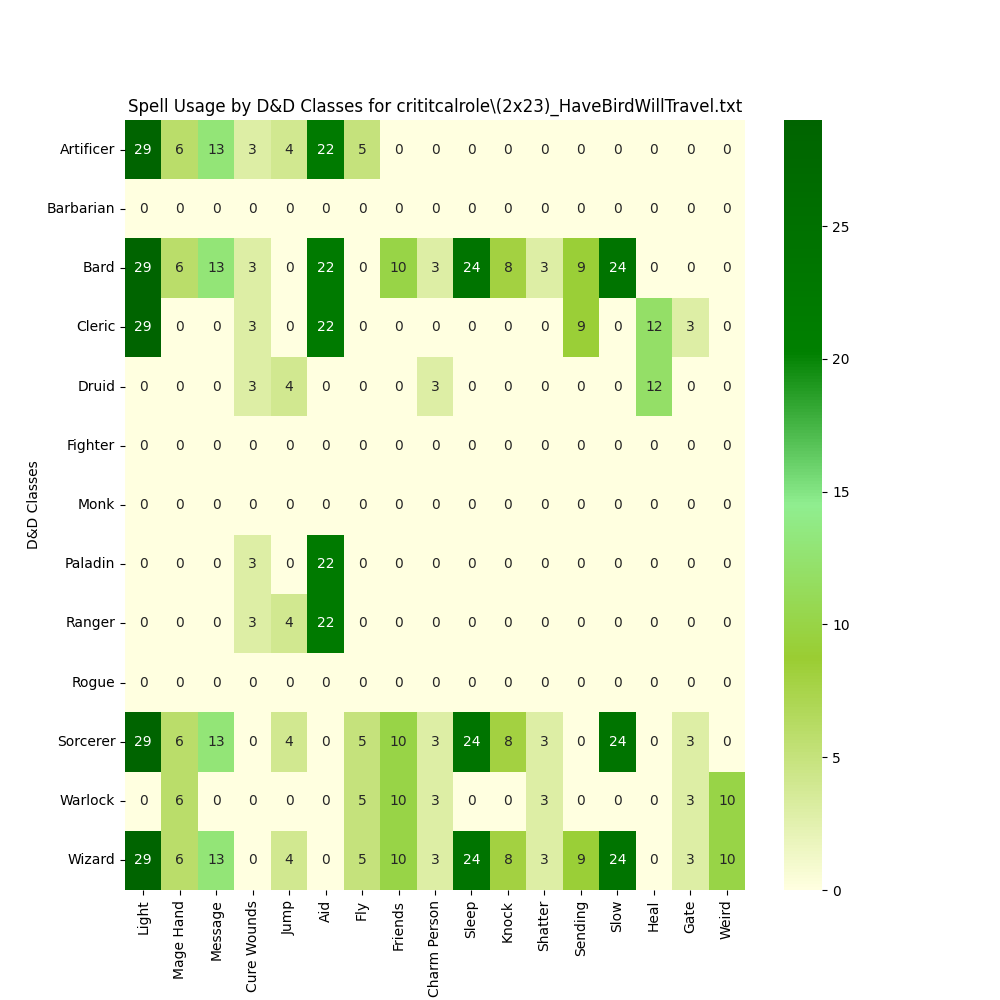 Spell Usage by D&D Classes for crititcalrole\(2x23)_HaveBirdWillTravel.txt
Artificer 29 6 13 3 4 22 5 0 0 0 0 0 0 0 0 0 0
Barbarian 0 0 0 0 0 0 0 0 0 0 0 0 0 0 0 0 0
Bard 29 6 13 3 0 22 0 10 3 24 8 3 9 24 0 0 0
Cleric 29 0 0 3 0 22 0 0 0 0 0 0 9 0 12 3 0
Druid 0 0 0 3 4 0 0 0 3 0 0 0 0 0 12 0 0
Fighter 0 0 0 0 0 0 0 0 0 0 0 0 0 0 0 0 0
Monk 0 0 0 0 0 0 0 0 0 0 0 0 0 0 0 0 0
Paladin 0 0 0 3 0 22 0 0 0 0 0 0 0 0 0 0 0
Ranger 0 0 0 3 4 22 0 0 0 0 0 0 0 0 0 0 0
Rogue 0 0 0 0 0 0 0 0 0 0 0 0 0 0 0 0 0
Sorcerer 29 6 13 0 4 0 5 10 3 24 8 3 0 24 0 3 0
Warlock 0 6 0 0 0 0 5 10 3 0 0 3 0 0 0 3 10
Wizard 29 6 13 0 4 0 5 10 3 24 8 3 9 24 0 3 10
D&D Classes
Light
Mage Hand
Message
Cure Wounds
Jump
Aid
Fly
Friends
Charm Person
Sleep
Knock
Shatter
Sending
Slow
Heal
Gate
Weird
25
20
15
10
5
0